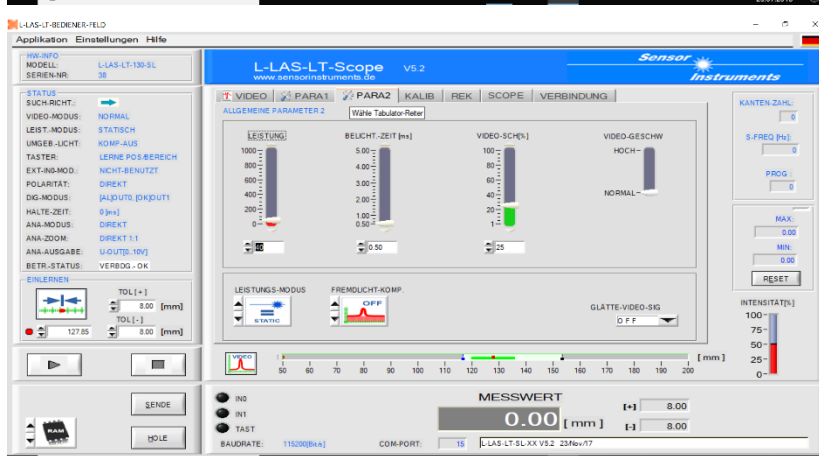 L-LAS-LT-BEDIENER-FELD
Applikation Einstellungen Hilfe
HW-INFO
MODELL: L-LAS-LT-130-SL
SERIEN-NR: 38
L-LAS-LT-Scope V5.2
www.sensorinstruments.de
Sensor
Instruments
STATUS
SUCH-RICHT.:
VIDEO-MODUS: NORMAL
LEIST.-MODUS: STATISCH
UMGEB.-LICHT: KOMP-AUS
TASTER: LERNE POS/BEREICH
EXT-IN0-MOD.: NICHT-BENUTZT
POLARITÄT: DIREKT
DIG-MODUS: [AL]OUT0, [OK]OUT1
HALTE-ZEIT: 0 [ms]
ANA-MODUS: DIREKT
ANA-ZOOM: DIREKT 1:1
ANA-AUSGABE: U-OUT[0..10V]
BETR-STATUS: VERBDG - OK
EINLERNEN
TOL [+]
8.00 [mm]
TOL [-]
127.85 8.00 [mm]
VIDEO PARA1 PARA2 KALIB REK SCOPE VERBINDUNG
ALLGEMEINE PARAMETER 2
Wähle Tabulator-Reiter
LEISTUNG
1000
800
600
400
200
0
40
BELICHT.-ZEIT [ms]
5.00
4.00
3.00
2.00
1.00
0.50
0.50
VIDEO-SCH[%]
100
80
60
40
20
1
25
VIDEO-GESCHW
HOCH
NORMAL
LEISTUNGS-MODUS
STATIC
FREMDLICHT-KOMP.
OFF
GLÄTTE-VIDEO-SIG
OFF
KANTEN-ZAHL:
0
S-FREQ [Hz]:
0
PROG :
0
MAX:
0.00
MIN:
0.00
RESET
INTENSITÄT[%]
100
75
50
25
0
VIDEO
50 60 70 80 90 100 110 120 130 140 150 160 170 180 190 200 [mm]
SENDE
RAM
HOLE
IN0
IN1
TAST
MESSWERT
0.00 [mm]
[+] 8.00
[-] 8.00
BAUDRATE: 115200[Bit/s] COM-PORT: 15 L-LAS-LT-SL-XX V5.2 23/Nov/17